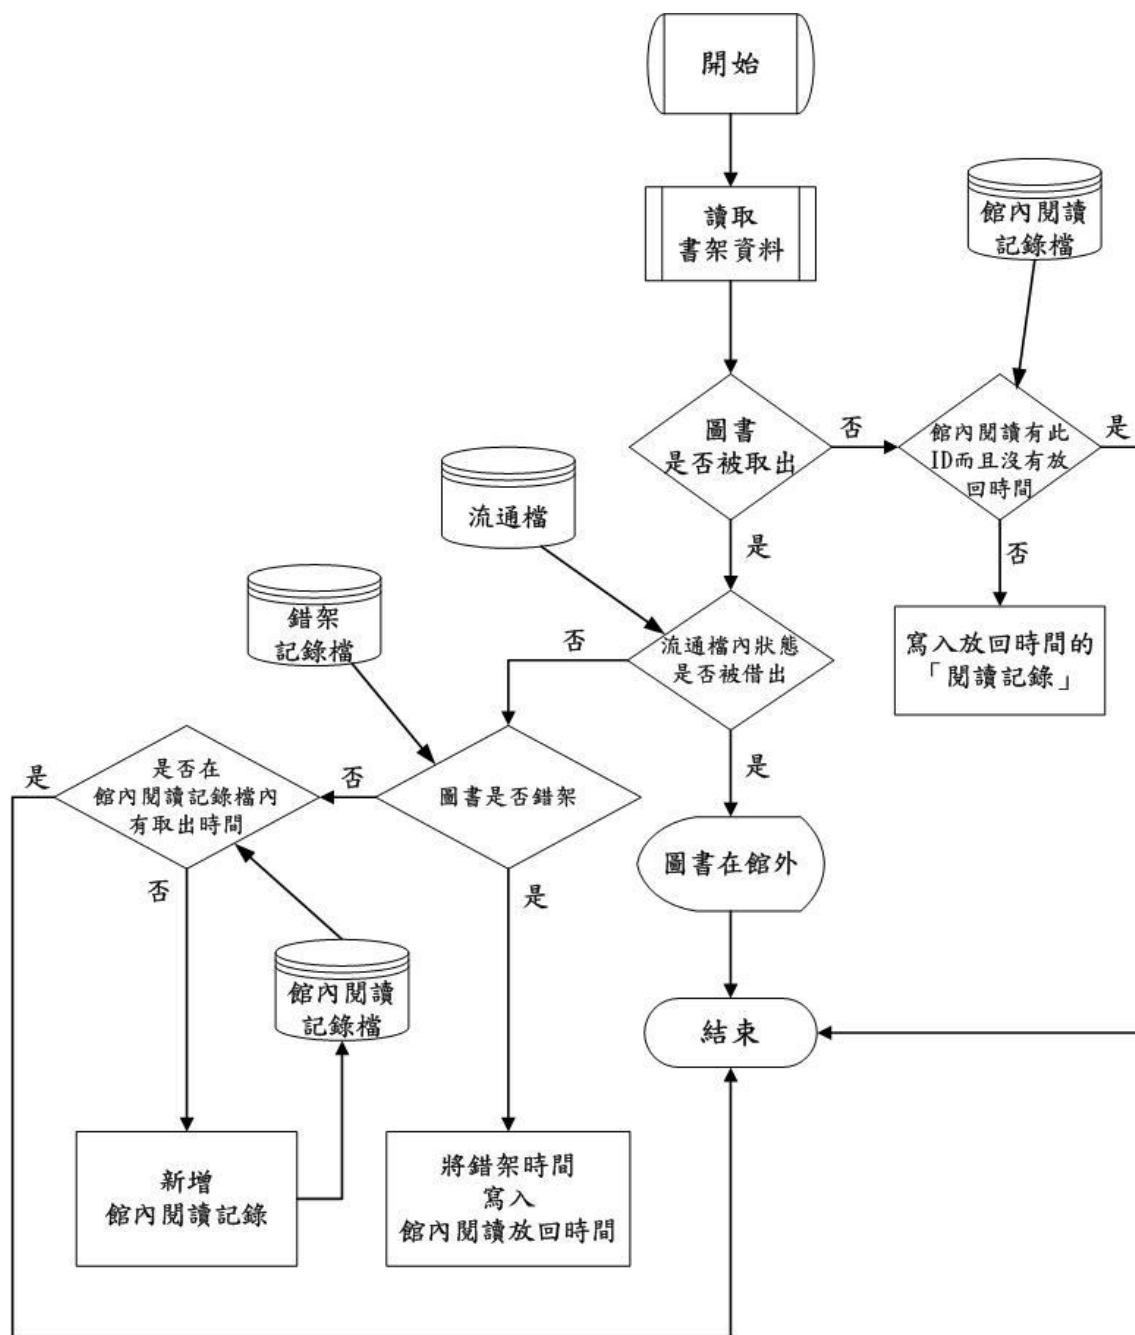 開始
讀取
書架資料
館內閱讀
記錄檔
圖書
是否被取出
否
館內閱讀有此
ID而且沒有放
回時間
是
流通檔
是
否
錯架
記錄檔
否
流通檔內狀態
是否被借出
寫入放回時間的
「閱讀記錄」
是
是否在
館內閱讀記錄檔內
有取出時間
否
圖書是否錯架
是
圖書在館外
否
是
館內閱讀
記錄檔
結束
新增
館內閱讀記錄
將錯架時間
寫入
館內閱讀放回時間